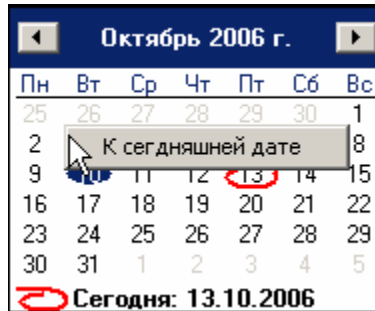 Октябрь 2006 г.
Пн Вт Ср Чт Пт Сб Вс
25 26 27 28 29 30 1
2 К сегдняшней дате 8
9 10 11 12 13 14 15
16 17 18 19 20 21 22
23 24 25 26 27 28 29
30 31 1 2 3 4 5
Сегодня: 13.10.2006